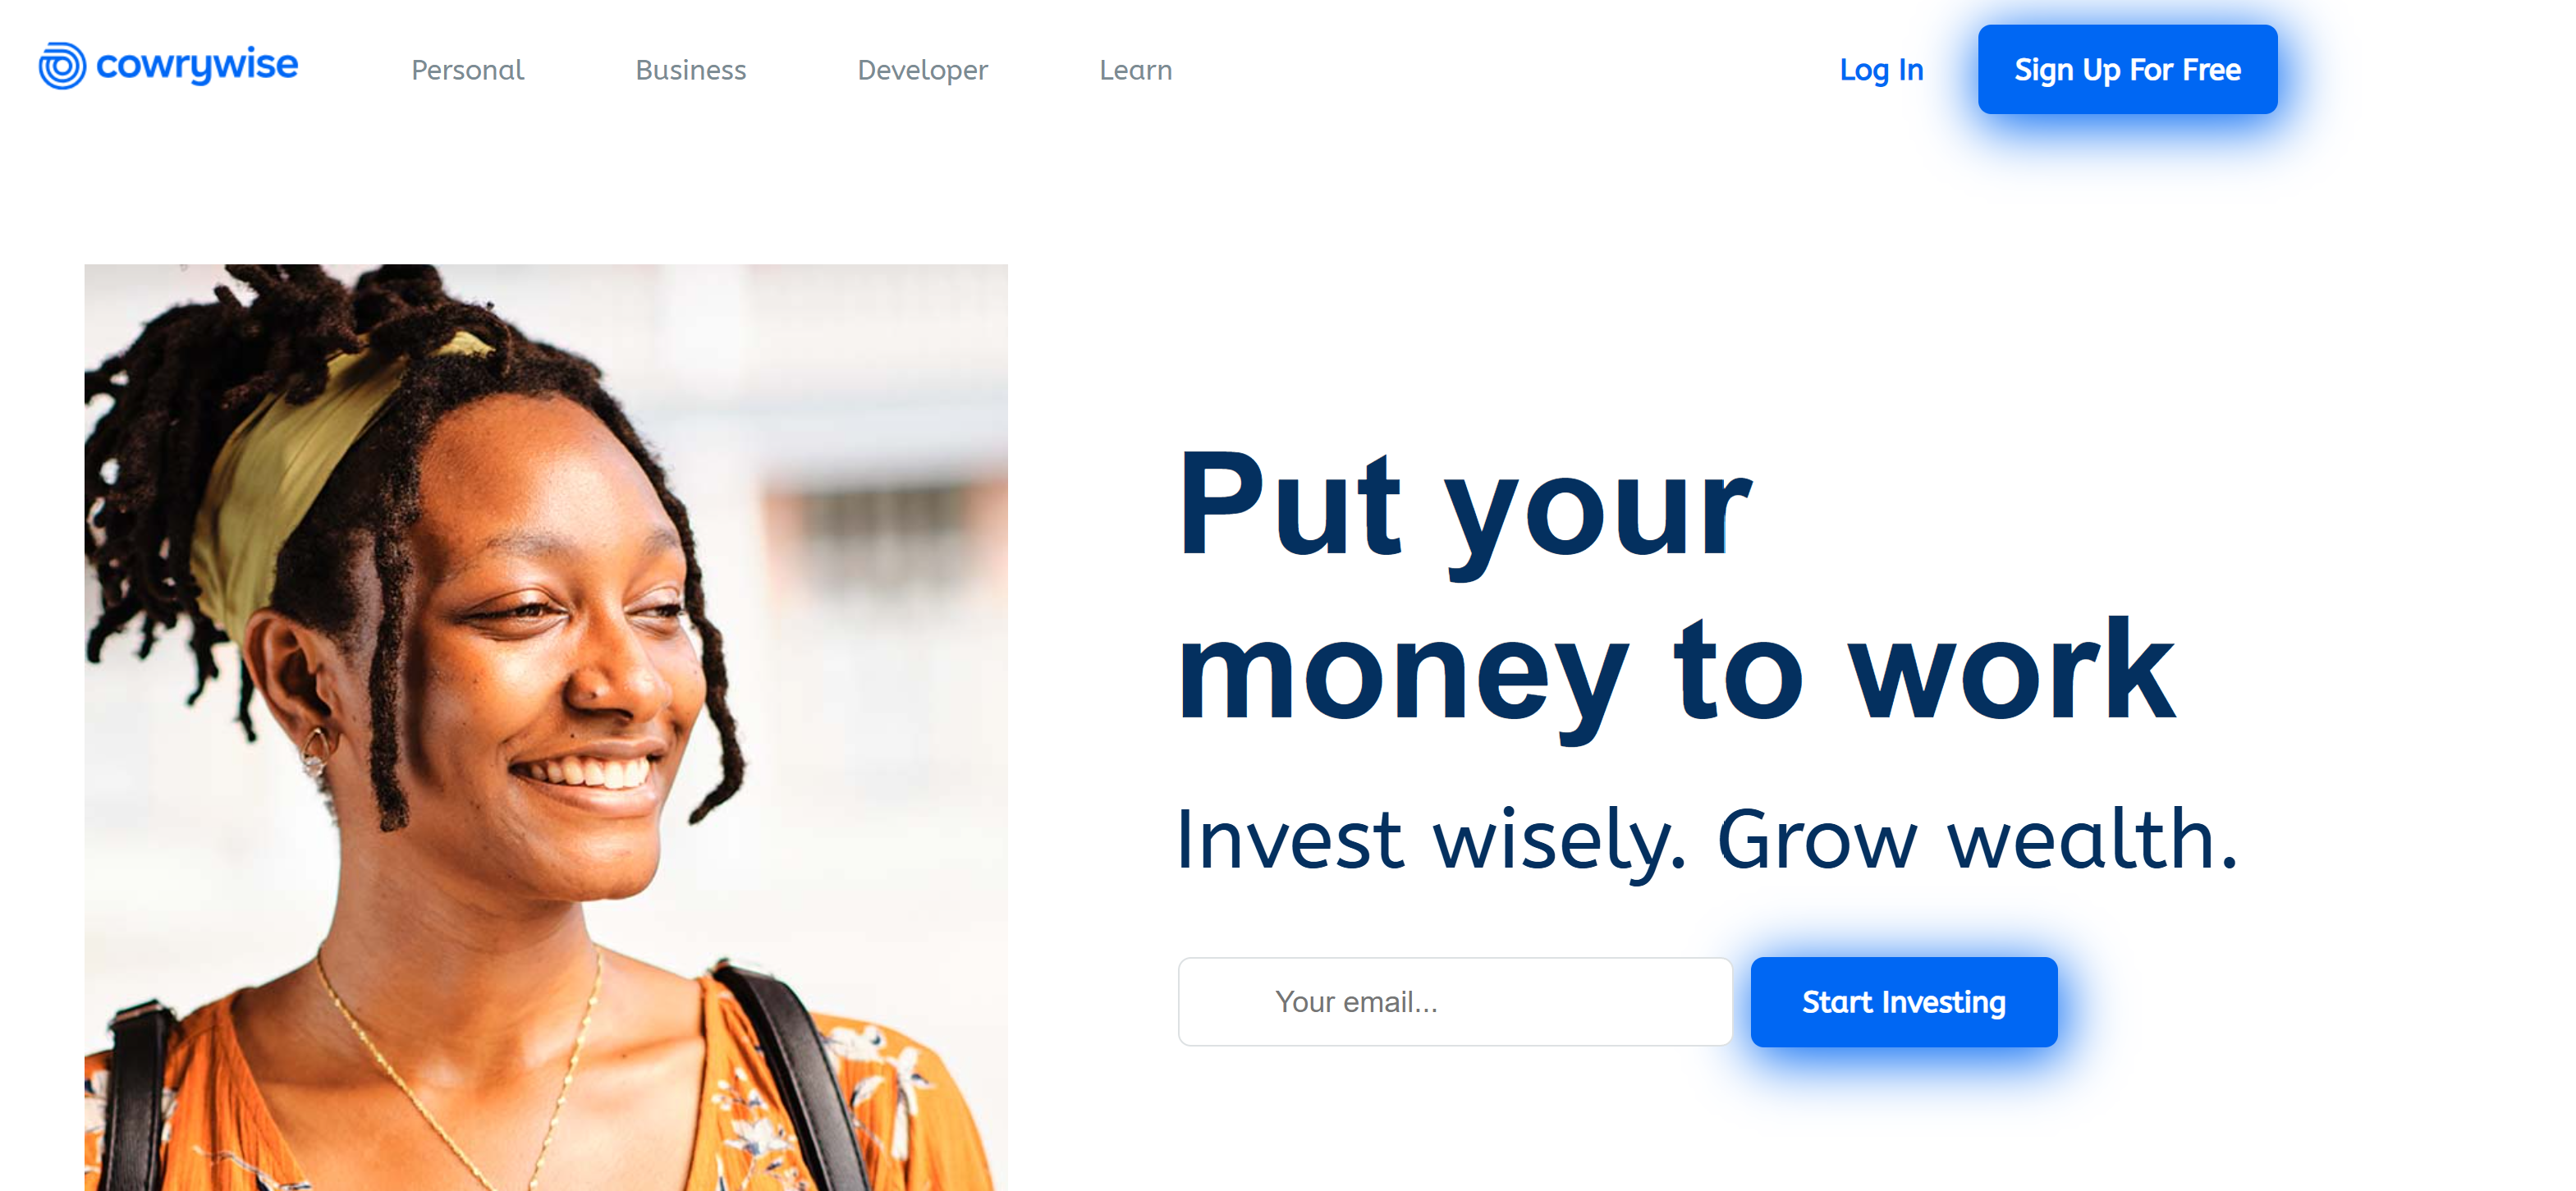 cowrywise
Personal
Business
Developer
Learn
Log In
Sign Up For Free
Put your
money to work
Invest wisely. Grow wealth.
Your email...
Start Investing